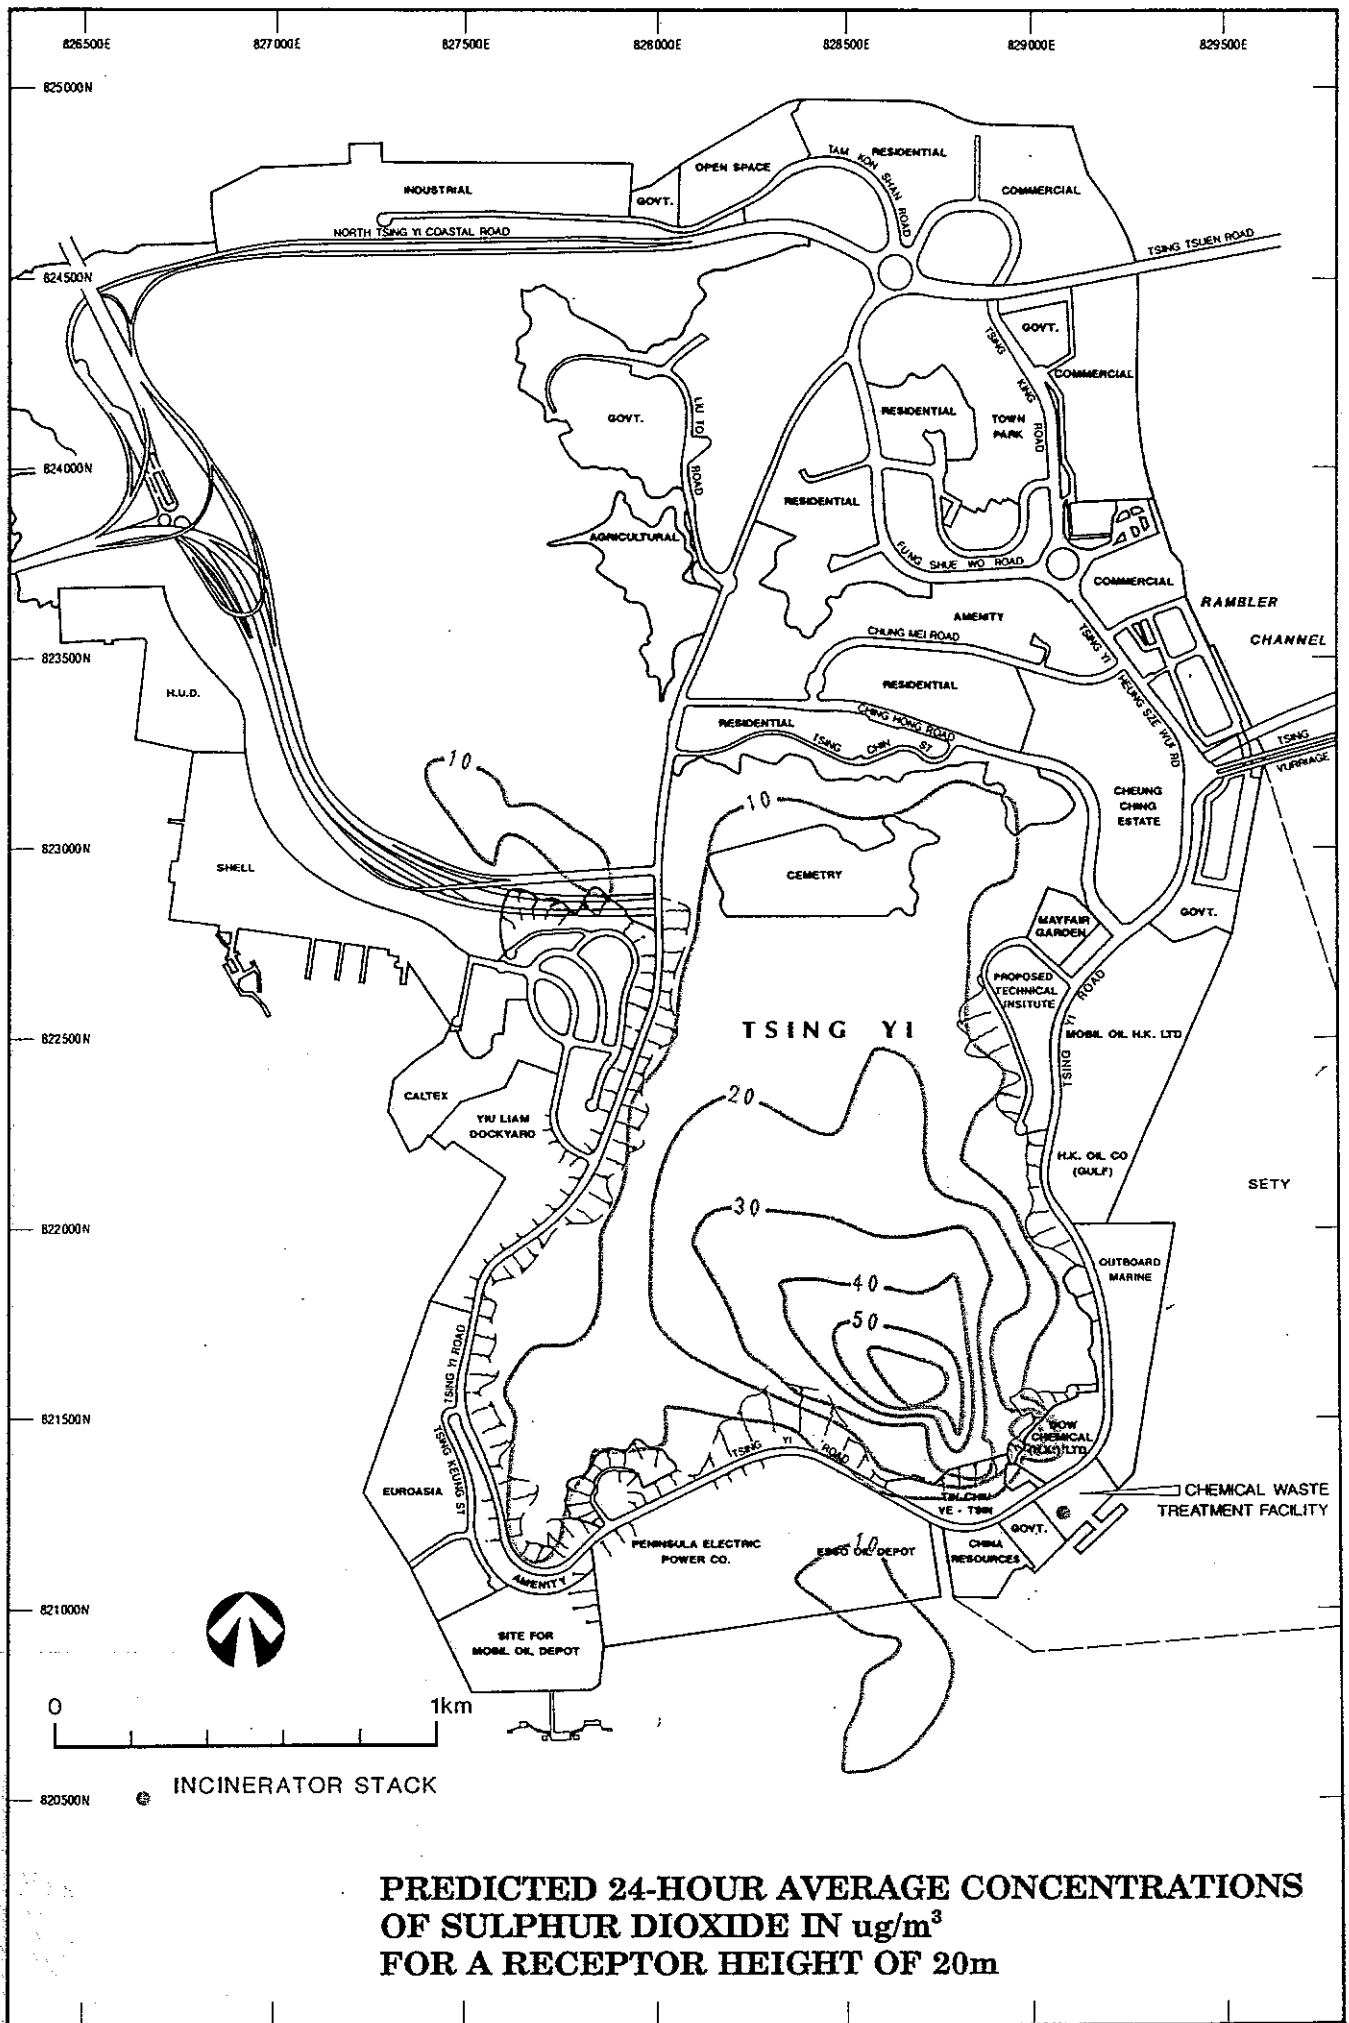 826500E
827000E
827500E
828000E
828500E
829000E
829500E
825000N
TAM KON SHAN ROAD
RESIDENTIAL
OPEN SPACE
INDUSTRIAL
GOVT.
COMMERCIAL
NORTH TSING YI COASTAL ROAD
TSING TSUEN ROAD
824500N
GOVT.
TSING KING ROAD
COMMERCIAL
LIU TO ROAD
GOVT.
RESIDENTIAL
TOWN
PARK
824000N
RESIDENTIAL
AGRICULTURAL
FUNG SHUE WO ROAD
COMMERCIAL
RAMBLER
CHANNEL
AMENITY
CHUNG MEI ROAD
TSING YI
HEUNG SZE WUI RD
823500N
H.U.D.
RESIDENTIAL
CHING HONG ROAD
RESIDENTIAL
TSING CHIN ST
TSING
10
10
CHEUNG
CHING
ESTATE
823000N
SHELL
CEMETRY
MAYFAIR
GARDEN
GOVT.
PROPOSED
TECHNICAL
INSITUTE
TSING YI ROAD
TSING YI
822500N
MOBIL OIL H.K. LTD
CALTEX
20
YIU LIAM
DOCKYARD
H.K. OIL CO
(GULF)
SETY
30
822000N
OUTBOARD
MARINE
40
50
TSING YI ROAD
821500N
TSING KEUNG ST
TSING YI ROAD
DOW
CHEMICAL
(H.K.) LTD.
EUROASIA
CHEMICAL WASTE
TREATMENT FACILITY
YE - TSIN
GOVT.
PENINSULA ELECTRIC
POWER CO.
10
ESSO OIL DEPOT
CHINA
RESOURCES
AMENITY
821000N
SITE FOR
MOBIL OIL DEPOT
0
1km
INCINERATOR STACK
820500N
PREDICTED 24-HOUR AVERAGE CONCENTRATIONS
OF SULPHUR DIOXIDE IN ug/m³
FOR A RECEPTOR HEIGHT OF 20m